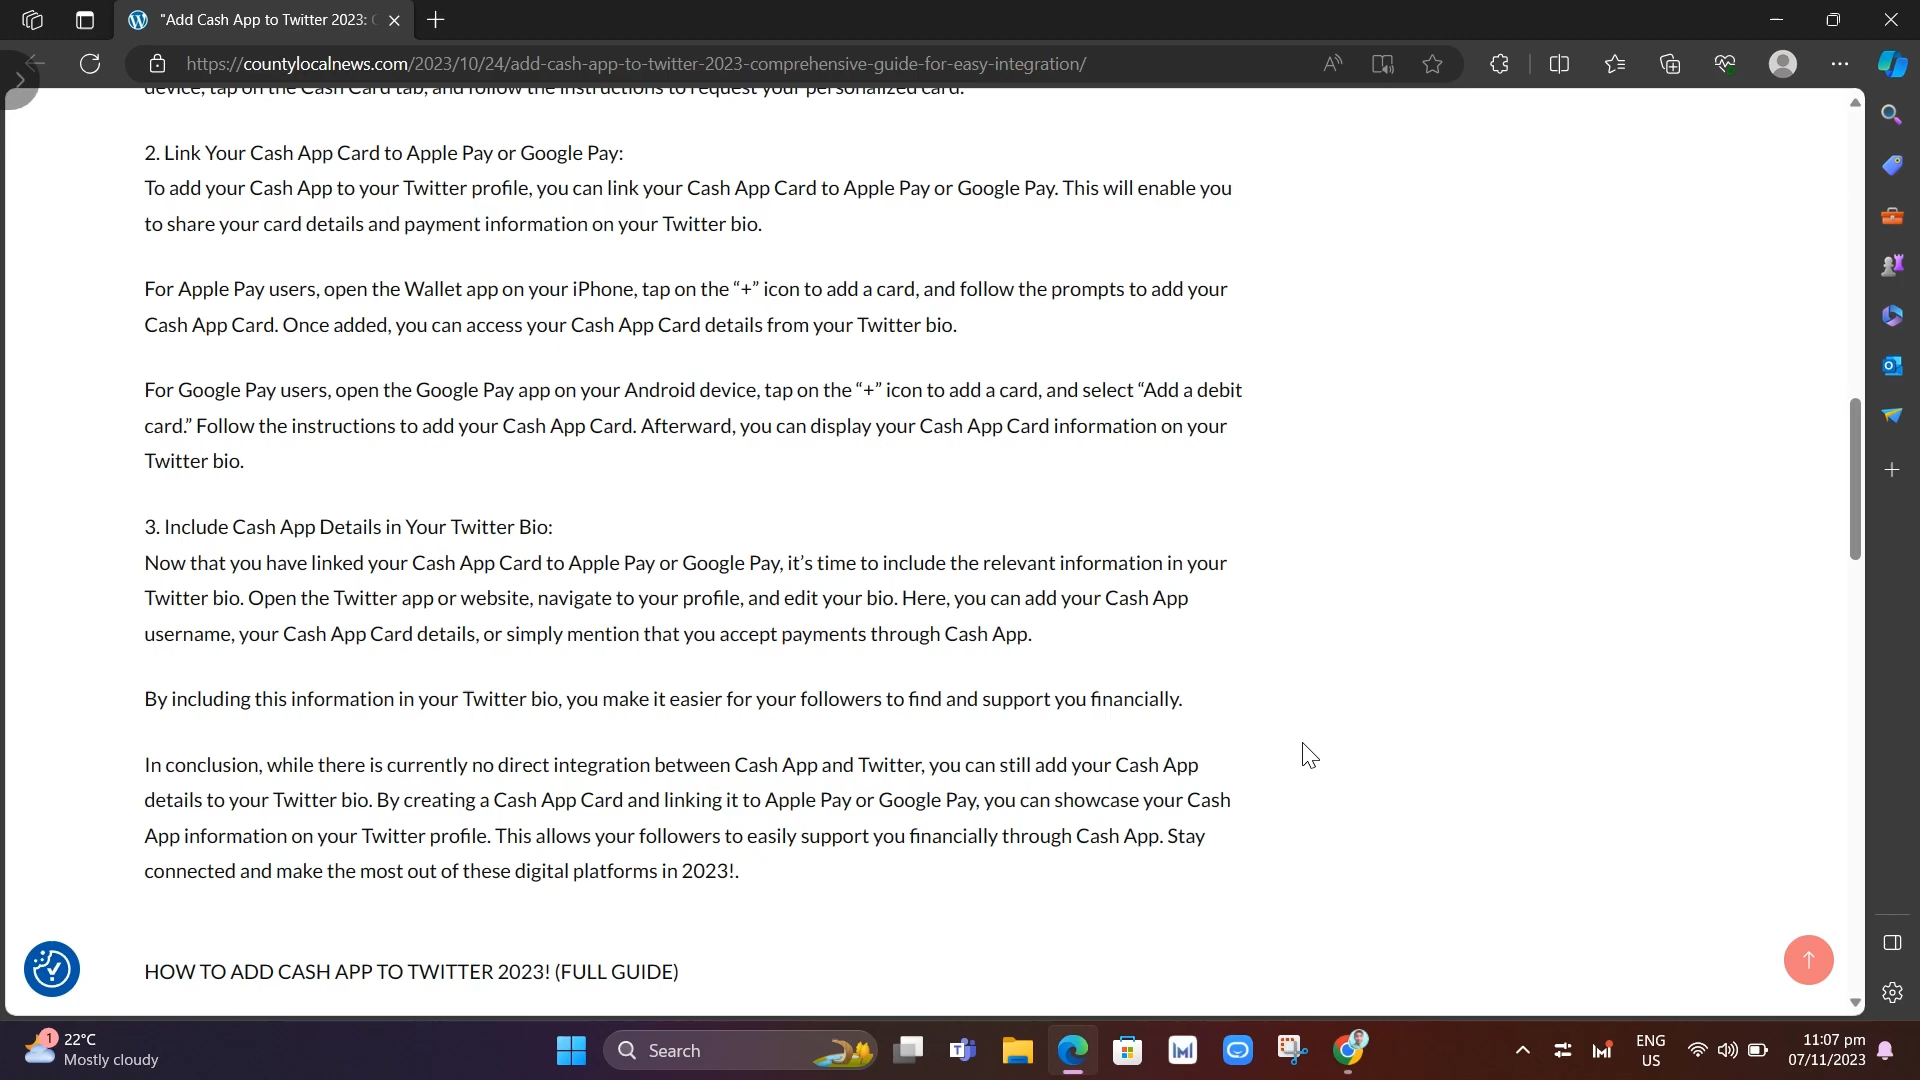 "Add Cash App to Twitter 2023:
https://countylocalnews.com/2023/10/24/add-cash-app-to-twitter-2023-comprehensive-guide-for-easy-integration/
device, tap on the Cash Card tab, and follow the instructions to request your personalized card.
2. Link Your Cash App Card to Apple Pay or Google Pay:
To add your Cash App to your Twitter profile, you can link your Cash App Card to Apple Pay or Google Pay. This will enable you
to share your card details and payment information on your Twitter bio.
For Apple Pay users, open the Wallet app on your iPhone, tap on the “+” icon to add a card, and follow the prompts to add your
Cash App Card. Once added, you can access your Cash App Card details from your Twitter bio.
For Google Pay users, open the Google Pay app on your Android device, tap on the “+” icon to add a card, and select “Add a debit
card.” Follow the instructions to add your Cash App Card. Afterward, you can display your Cash App Card information on your
Twitter bio.
3. Include Cash App Details in Your Twitter Bio:
Now that you have linked your Cash App Card to Apple Pay or Google Pay, it’s time to include the relevant information in your
Twitter bio. Open the Twitter app or website, navigate to your profile, and edit your bio. Here, you can add your Cash App
username, your Cash App Card details, or simply mention that you accept payments through Cash App.
By including this information in your Twitter bio, you make it easier for your followers to find and support you financially.
In conclusion, while there is currently no direct integration between Cash App and Twitter, you can still add your Cash App
details to your Twitter bio. By creating a Cash App Card and linking it to Apple Pay or Google Pay, you can showcase your Cash
App information on your Twitter profile. This allows your followers to easily support you financially through Cash App. Stay
connected and make the most out of these digital platforms in 2023!.
HOW TO ADD CASH APP TO TWITTER 2023! (FULL GUIDE)
1
22°C
Mostly cloudy
Search
ENG
US
11:07 pm
07/11/2023